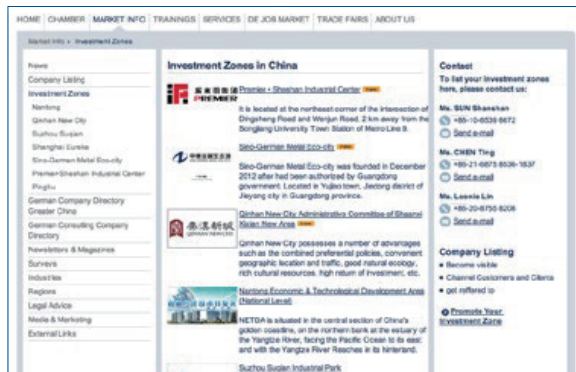 HOME CHAMBER MARKET INFO TRAININGS SERVICES DE JOB MARKET TRADE FAIRS ABOUT US
Market Info » Investment Zones
News
Company Listing
Investment Zones
Nantong
Qinhan New City
Suzhou Suqian
Shanghai Eureka
Sino-German Metal Eco-city
Premier•Sheshan Industrial Center
Pinghu
German Company Directory
Greater China
German Consulting Company
Directory
Newsletters & Magazines
Surveys
Industries
Regions
Legal Advice
Media & Marketing
External Links
Investment Zones in China
PREMIER
Premier • Sheshan Industrial Center
It is located at the northeast corner of the intersection of
Dingsheng Road and Wenjun Road, 2 km away from the
Songjiang University Town Station of Metro Line 9.
Sino-German Metal Eco-city
Sino-German Metal Eco-city was founded in December
2012 after had been authorized by Guangdong
government. Located in Yujiao town, Jiedong district of
Jieyang city in Guangdong province.
秦漢新城
QINHAN NEW CITY
Qinhan New City Administrative Committee of Shaanxi
Xixian New Area
Qinhan New City possesses a number of advantages
such as the combined preferential policies, convenient
geographic location and traffic, good natural ecology,
rich cultural resources, high return of investment, etc.
Nantong Economic & Technological Development Area
(National Level)
NETDA is situated in the central section of China's
golden coastline, on the northern bank at the estuary of
the Yangtze River, facing the Pacific Ocean to its east
and with the Yangtze River Reaches in its hinterland.
Suzhou Suqian Industrial Park
Contact
To list your investment zones
here, please contact us:
Ms. SUN Shanshan
Send e-mail
Ms. CHEN Ting
Send e-mail
Ms. Leonie Lin
Send e-mail
Company Listing
Become visible
Channel Customers and Clients
get reffered to
Promote Your
Investment Zone